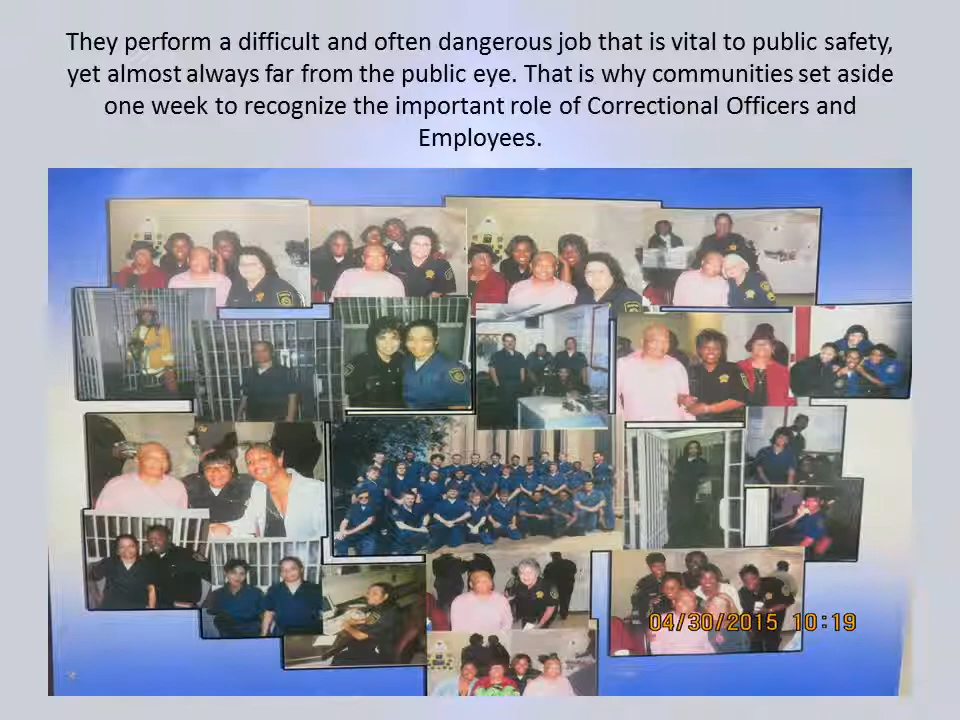 They perform a difficult and often dangerous job that is vital to public safety,
yet almost always far from the public eye. That is why communities set aside
one week to recognize the important role of Correctional Officers and
Employees.
04/30/2015 10:19